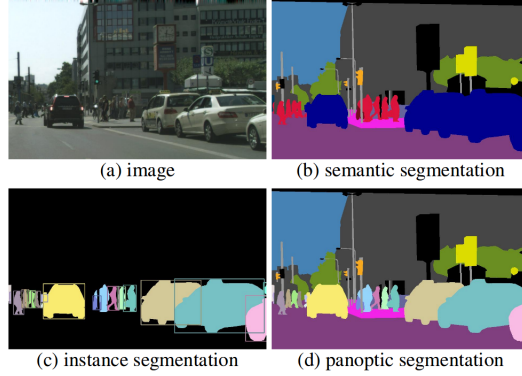 (a) image
(b) semantic segmentation
(c) instance segmentation
(d) panoptic segmentation